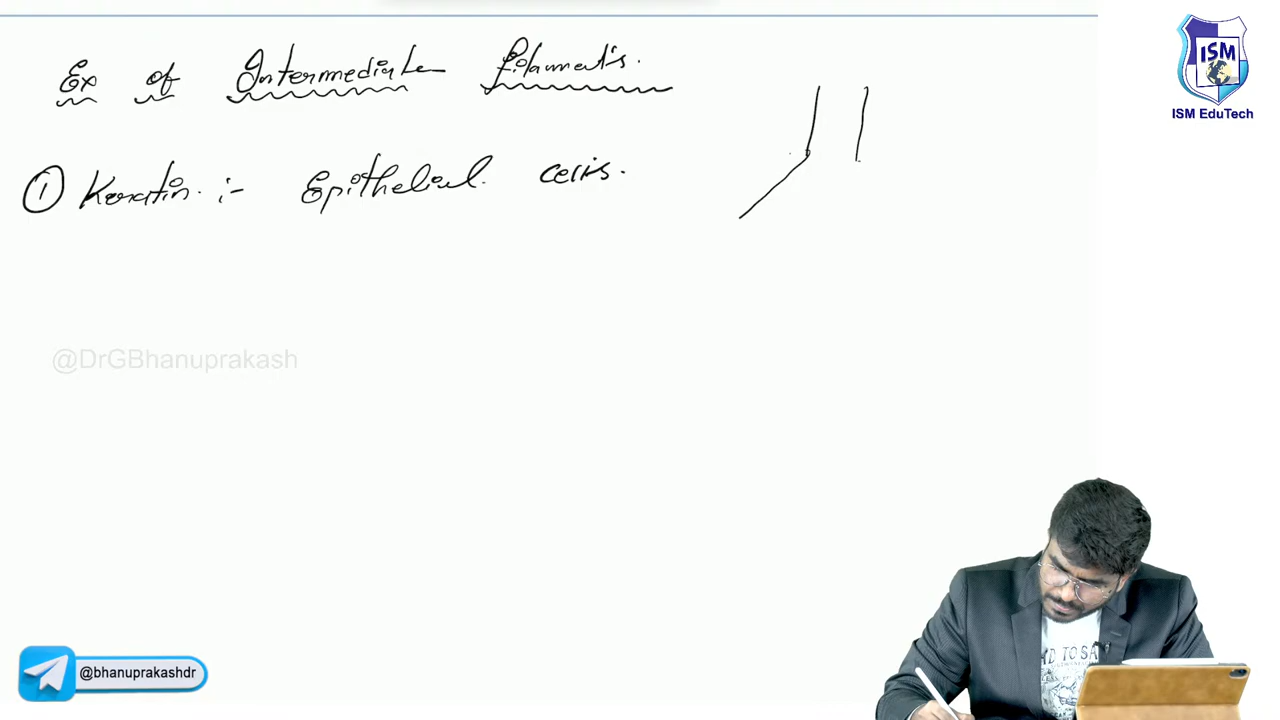 Ex of Intermediate filaments.
① Keratin :- Epithelial cells.
ISM
ISM EduTech
@DrGBhanuprakash
@bhanuprakashdr